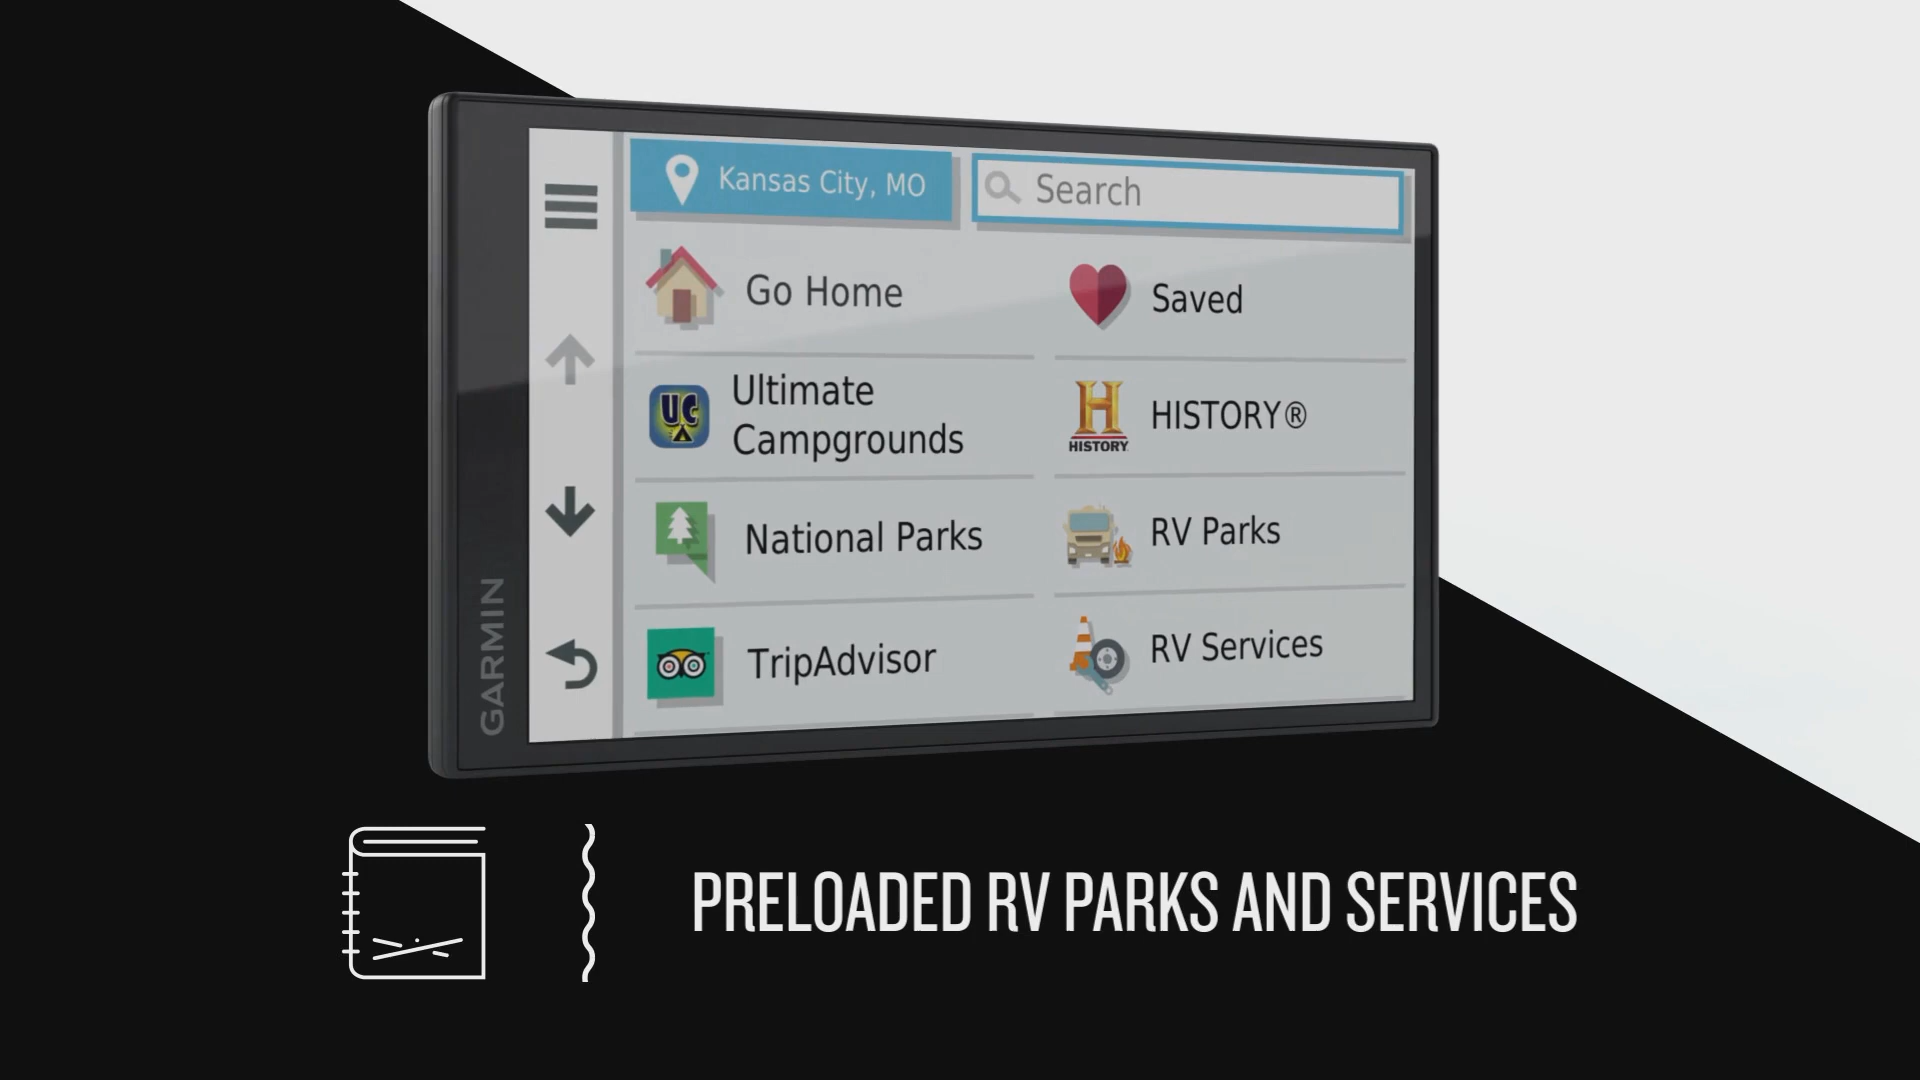 Kansas City, MO
Search
Go Home
Saved
Ultimate
Campgrounds
UC
H
HISTORY
HISTORY®
National Parks
RV Parks
TripAdvisor
RV Services
GARMIN
PRELOADED RV PARKS AND SERVICES